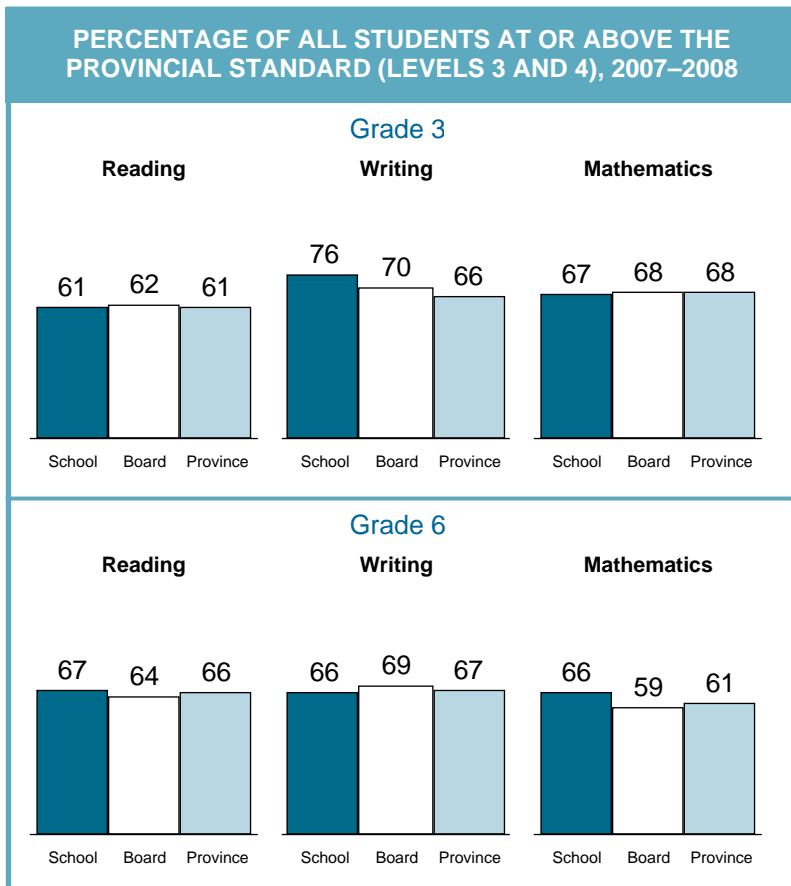 PERCENTAGE OF ALL STUDENTS AT OR ABOVE THE
PROVINCIAL STANDARD (LEVELS 3 AND 4), 2007–2008
Grade 3
Reading Writing Mathematics
61 62 61 76 70 66 67 68 68
School Board Province School Board Province School Board Province
Grade 6
Reading Writing Mathematics
67 64 66 66 69 67 66 59 61
School Board Province School Board Province School Board Province